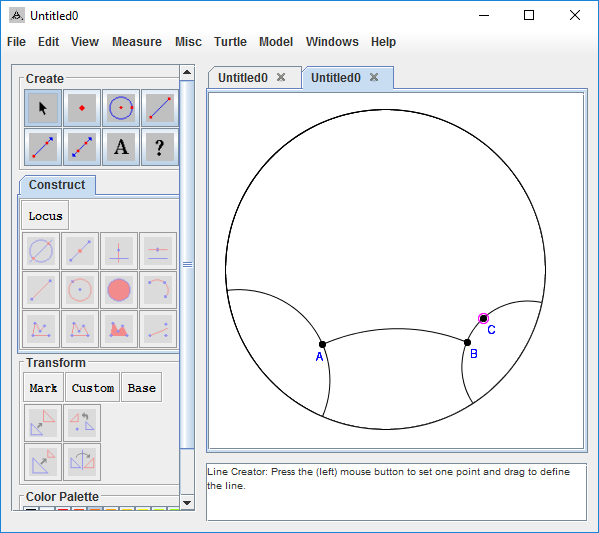 Untitled0
File Edit View Measure Misc Turtle Model Windows Help
Create
A ?
Construct
Locus
Transform
Mark Custom Base
Color Palette
Untitled0 Untitled0
A
B
C
Line Creator: Press the (left) mouse button to set one point and drag to define
the line.